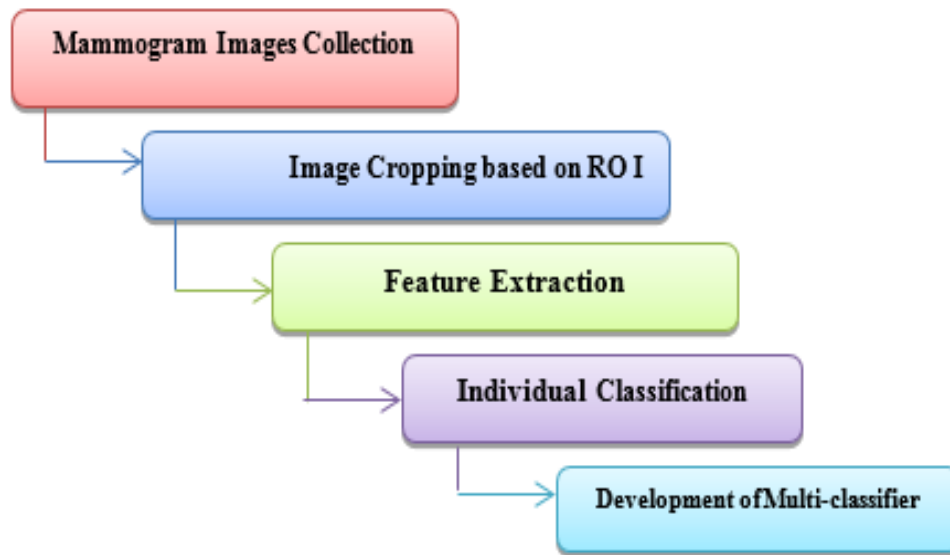 Mammogram Images Collection
Image Cropping based on RO I
Feature Extraction
Individual Classification
Development of Multi-classifier